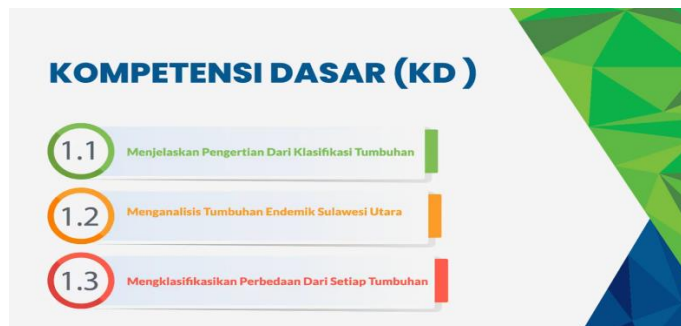 KOMPETENSI DASAR (KD )
1.1 Menjelaskan Pengertian Dari Klasifikasi Tumbuhan
1.2 Menganalisis Tumbuhan Endemik Sulawesi Utara
1.3 Mengklasifikasikan Perbedaan Dari Setiap Tumbuhan